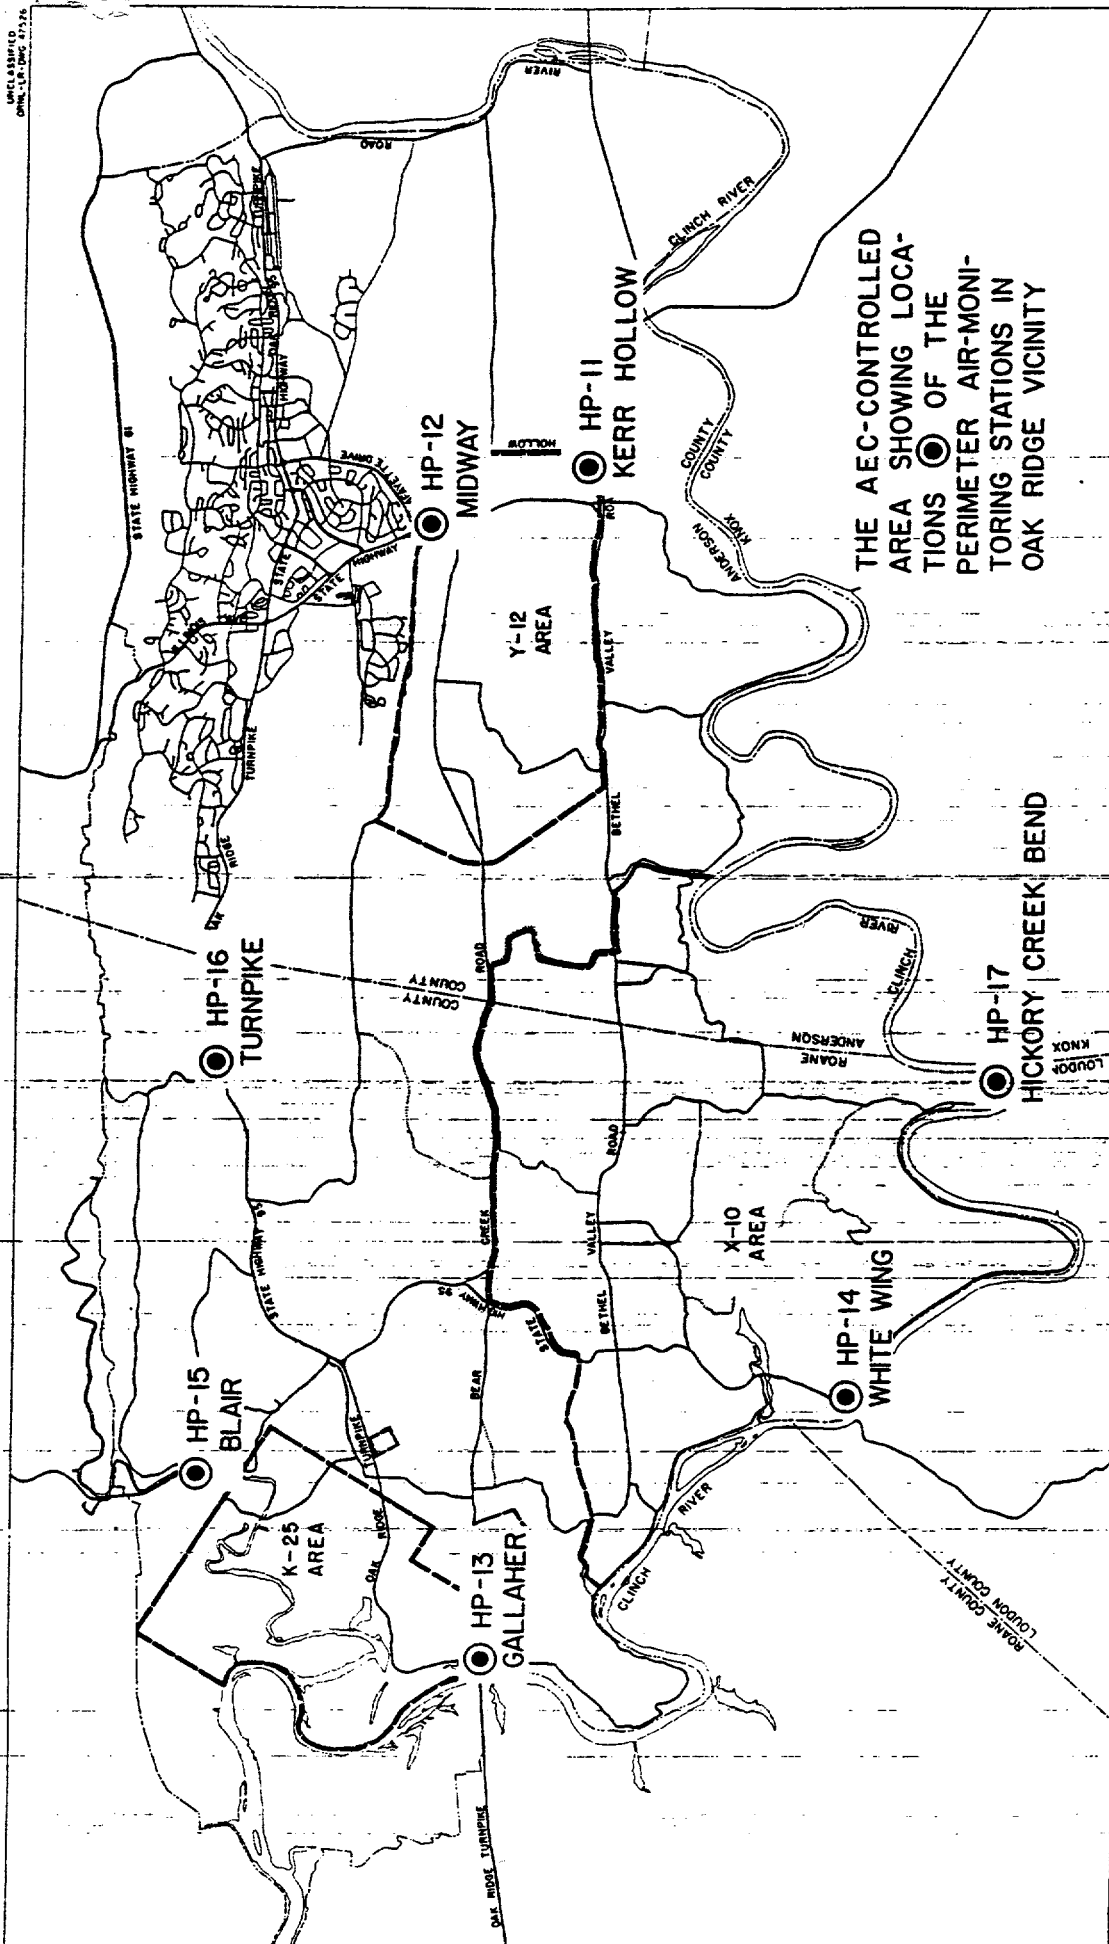 UNCLASSIFIED
ORNL-LR-DWG 47526
STATE HIGHWAY 61
RIVER
ROAD
TURNPIKE
OAK RIDGE
HIGHWAY
LAFAYETTE DRIVE
STATE
STATE
HIGHWAY
ILLINOIS
TURNPIKE
RIDGE
OAK
HP-12
MIDWAY
HOLLOW
HP-11
KERR HOLLOW
CLINCH RIVER
COUNTY
COUNTY
ANDERSON
KNOX
Y-12
AREA
VALLEY
BETHEL
HP-16
TURNPIKE
COUNTY
COUNTY
ROAD
ROANE
ANDERSON
CLINCH
RIVER
HP-17
HICKORY CREEK BEND
LOUDON
KNOX
STATE HIGHWAY 95
CREEK
ROAD
VALLEY
BETHEL
X-10
AREA
HIGHWAY 95
STATE
BEAR
HP-15
BLAIR
HP-14
WHITE WING
TURNPIKE
RIDGE
OAK
K-25
AREA
HP-13
GALLAHER
CLINCH
RIVER
ROANE COUNTY
LOUDON COUNTY
OAK RIDGE TURNPIKE
THE AEC-CONTROLLED
AREA SHOWING LOCA-
TIONS OF THE
PERIMETER AIR-MONI-
TORING STATIONS IN
OAK RIDGE VICINITY